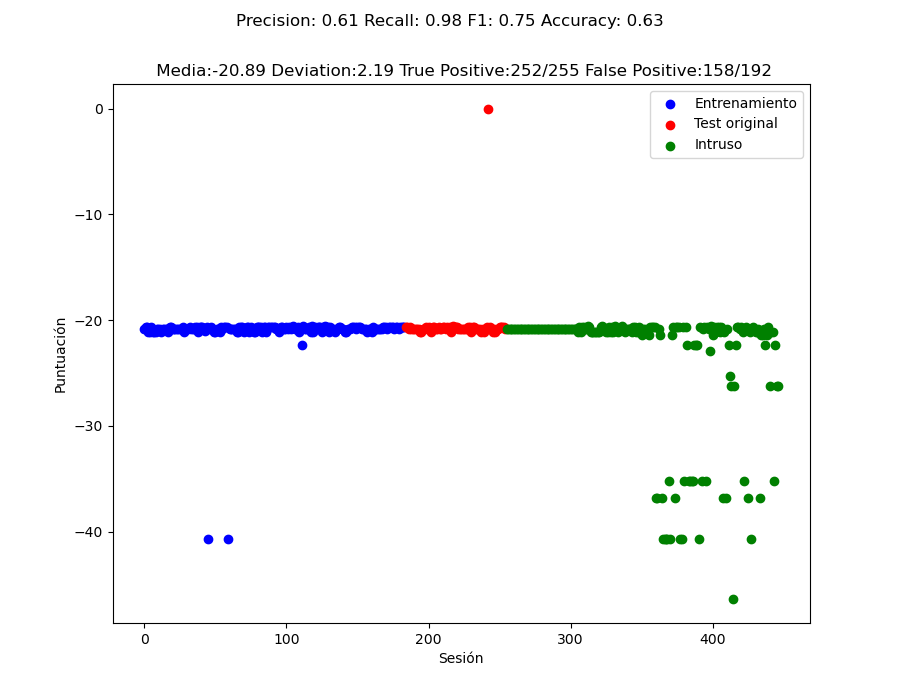 Precision: 0.61 Recall: 0.98 F1: 0.75 Accuracy: 0.63
Media:-20.89 Deviation:2.19 True Positive:252/255 False Positive:158/192
Entrenamiento
Test original
Intruso
0
−10
−20
−30
−40
Puntuación
0 100 200 300 400
Sesión